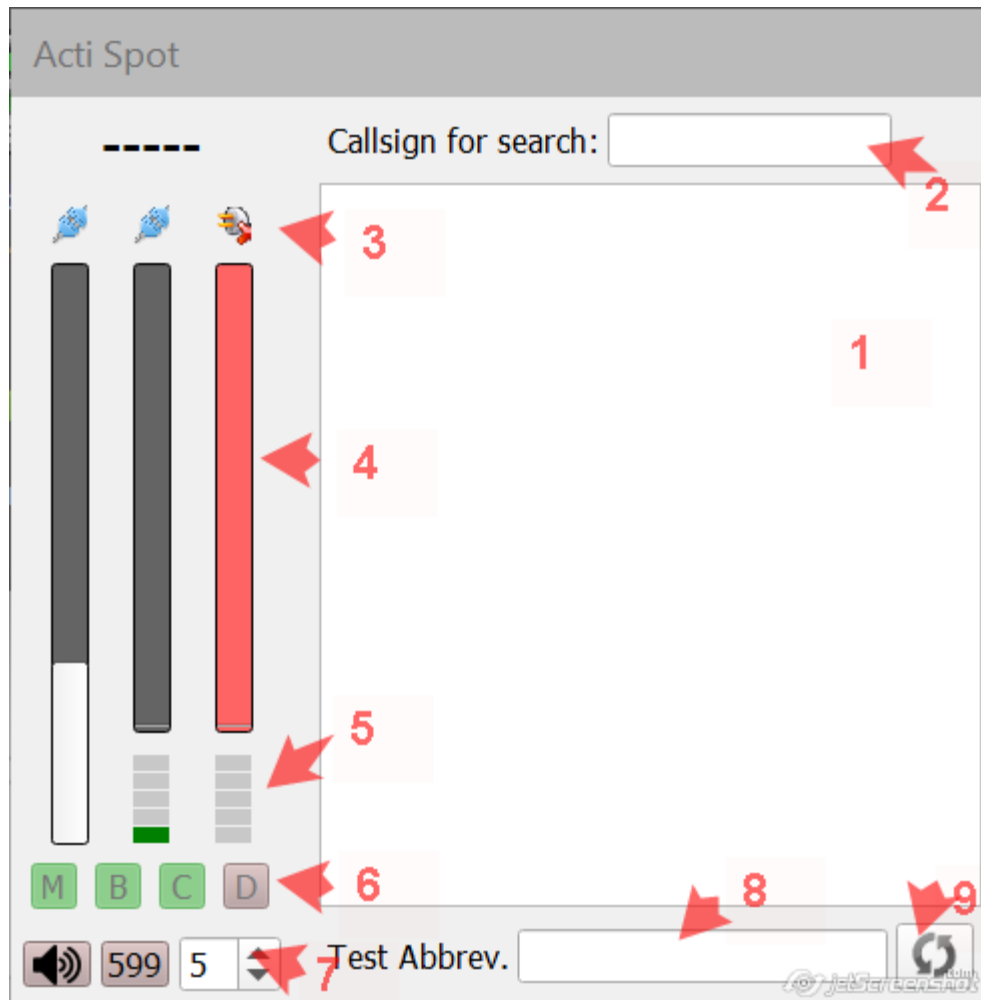 Acti Spot
-----
Callsign for search:
2
3
1
4
5
M B C D
6
8
9
599 5
7
Test Abbrev.
jetScreenshot